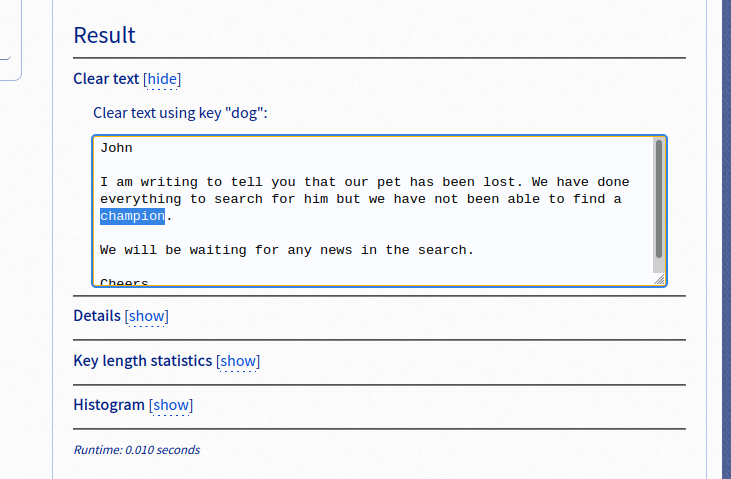 Result
Clear text [hide]
Clear text using key "dog":
John
I am writing to tell you that our pet has been lost. We have done
everything to search for him but we have not been able to find a
champion.
We will be waiting for any news in the search.
Cheers
Details [show]
Key length statistics [show]
Histogram [show]
Runtime: 0.010 seconds